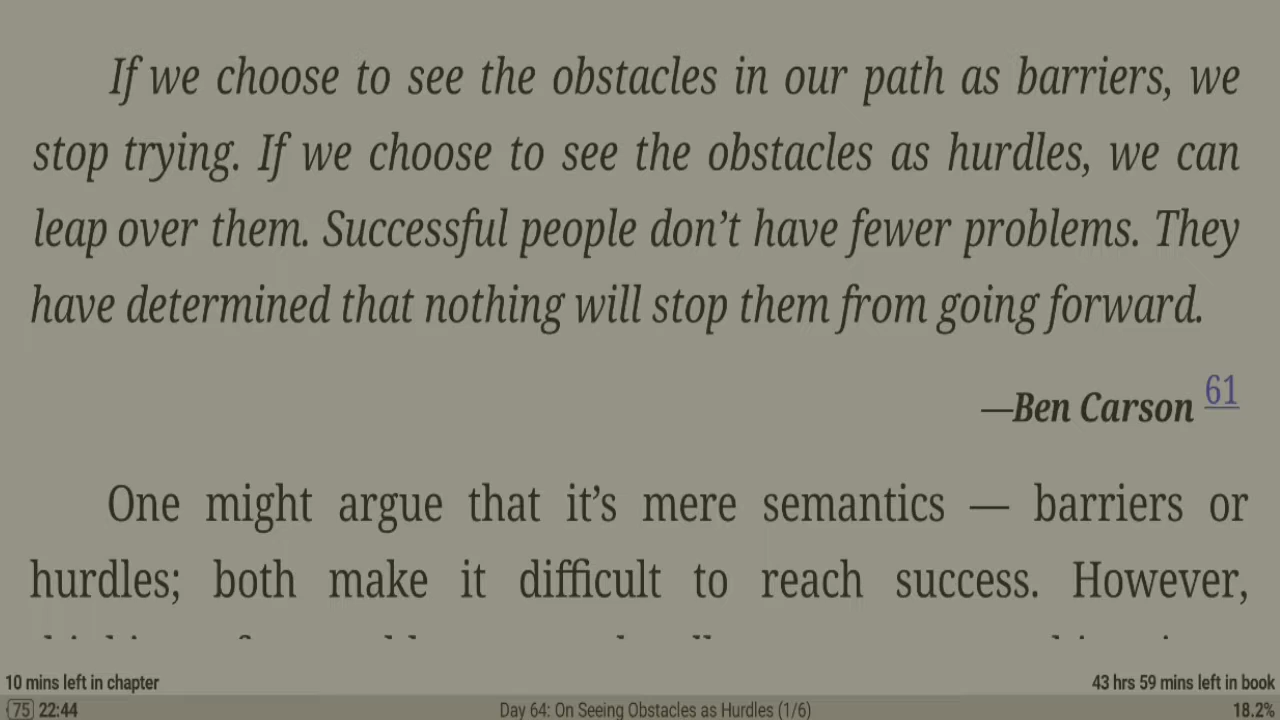 If we choose to see the obstacles in our path as barriers, we
stop trying. If we choose to see the obstacles as hurdles, we can
leap over them. Successful people don’t have fewer problems. They
have determined that nothing will stop them from going forward.
—Ben Carson 61
One might argue that it’s mere semantics — barriers or
hurdles; both make it difficult to reach success. However,
10 mins left in chapter
43 hrs 59 mins left in book
75 22:44
Day 64: On Seeing Obstacles as Hurdles (1/6)
18.2%